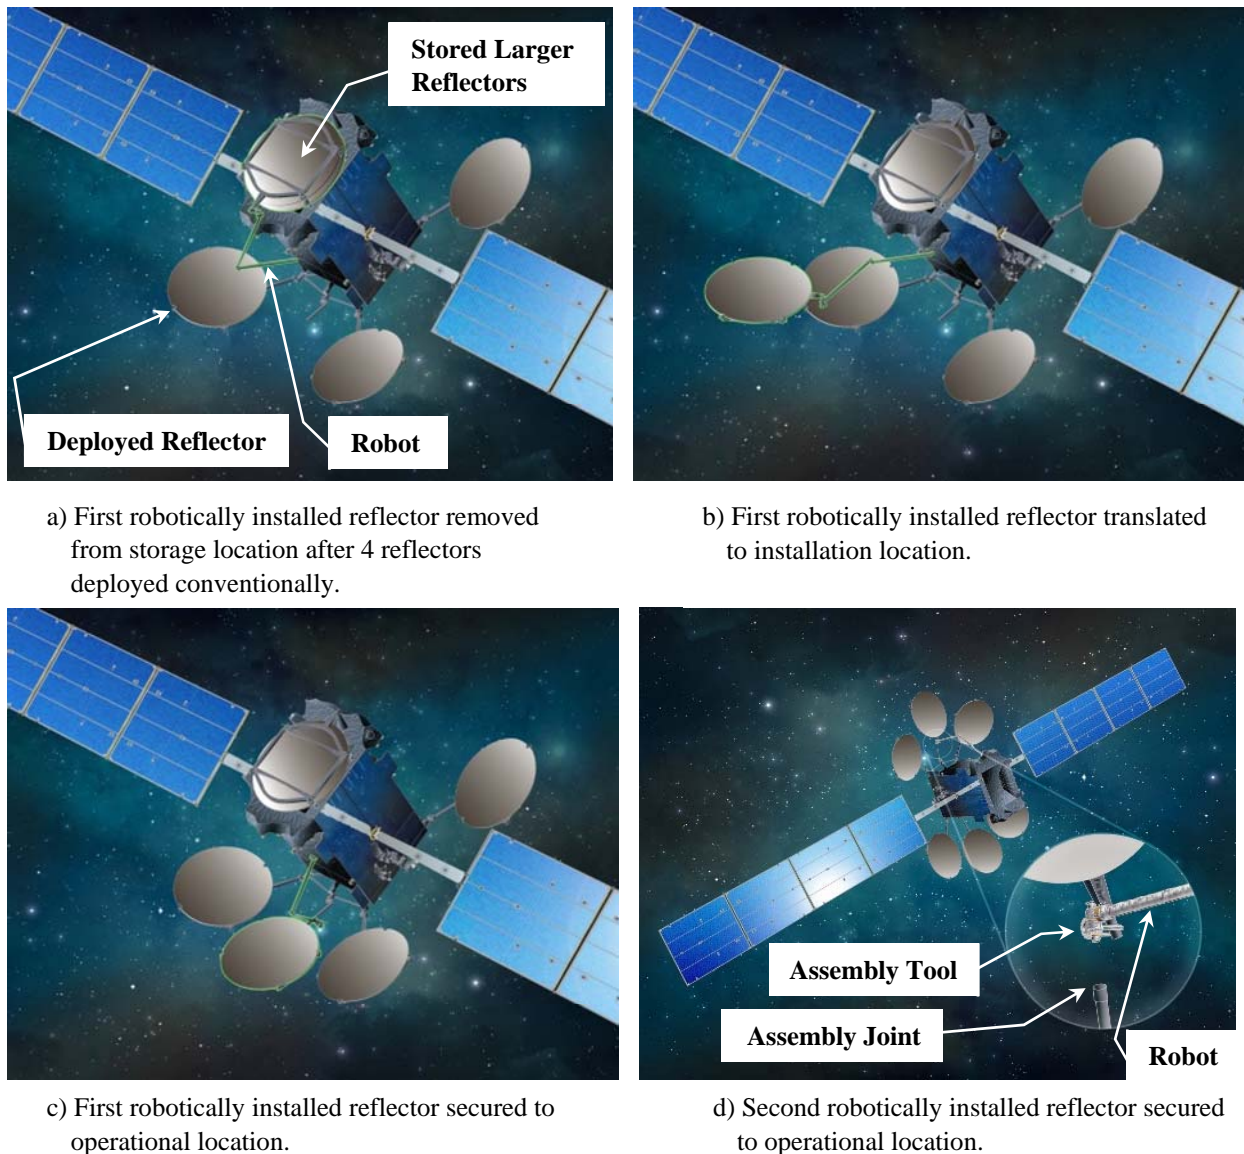 Stored Larger
Reflectors
Deployed Reflector
Robot
a) First robotically installed reflector removed
from storage location after 4 reflectors
deployed conventionally.
b) First robotically installed reflector translated
to installation location.
Assembly Tool
Assembly Joint
Robot
c) First robotically installed reflector secured to
operational location.
d) Second robotically installed reflector secured
to operational location.